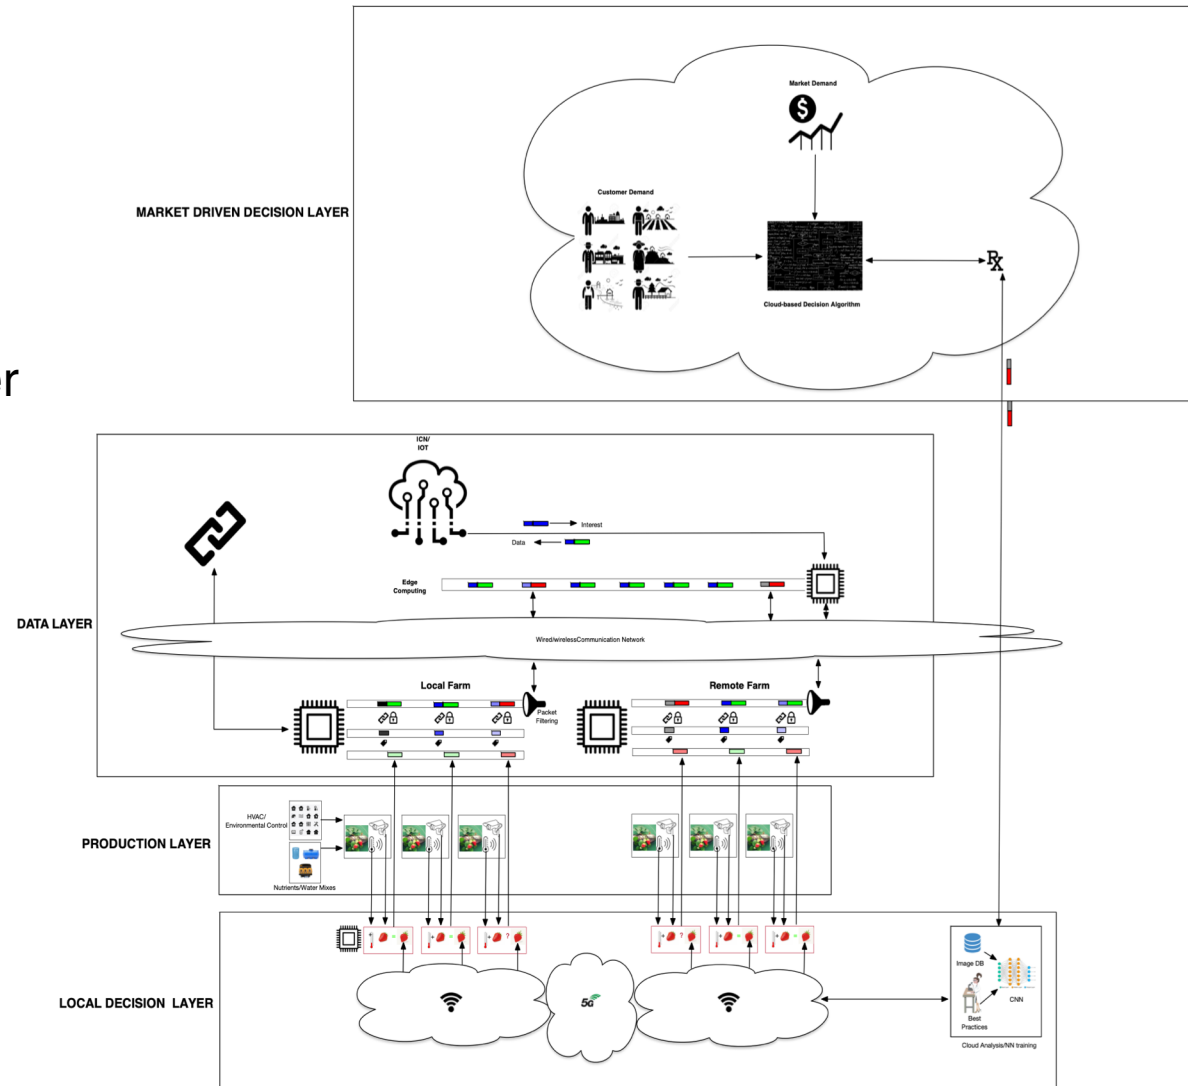 Market Demand
Customer Demand
MARKET DRIVEN DECISION LAYER
Rx
Cloud-based Decision Algorithm
er
ICN/
IOT
Interest
Data
Edge
Computing
DATA LAYER
Wired/wirelessCommunication Network
Local Farm
Remote Farm
Packet
Filtering
HVAC/
Environmental Control
PRODUCTION LAYER
Nutrients/Water Mixes
+ =
+ =
+ ?
+ ?
+ =
+ =
Image DB
CNN
5G
LOCAL DECISION LAYER
Best
Practices
Cloud Analysis/NN training